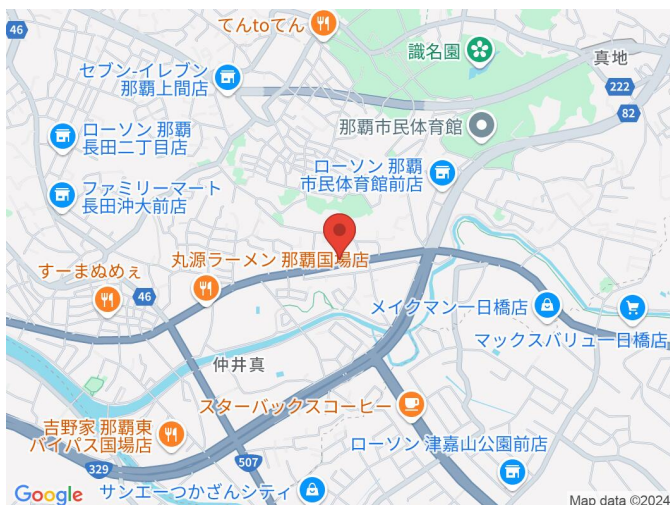 てんtoてん
46
識名園
真地
セブン-イレブン
那覇上間店
222
82
那覇市民体育館
ローソン 那覇
長田二丁目店
ローソン 那覇
市民体育館前店
ファミリーマート
長田沖大前店
丸源ラーメン 那覇国場店
すーまぬめぇ
46
メイクマン一日橋店
マックスバリュ一日橋店
仲井真
スターバックスコーヒー
吉野家 那覇東
バイパス国場店
ローソン 津嘉山公園前店
329
507
サンエーつかざんシティ
Google
Map data ©2024